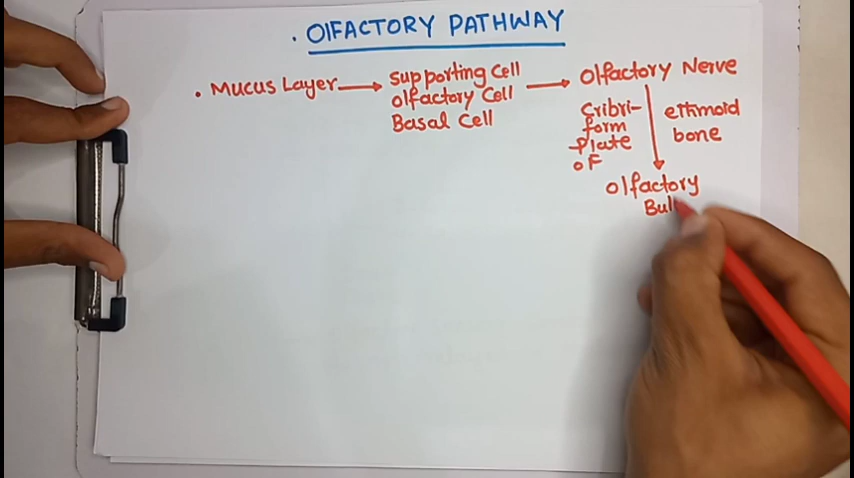 . OLFACTORY PATHWAY
. Mucus Layer → Supporting Cell → Olfactory Nerve
Olfactory Cell
Basal Cell
Cribri-
form
Plate
of
ethmoid
bone
Olfactory
Bul